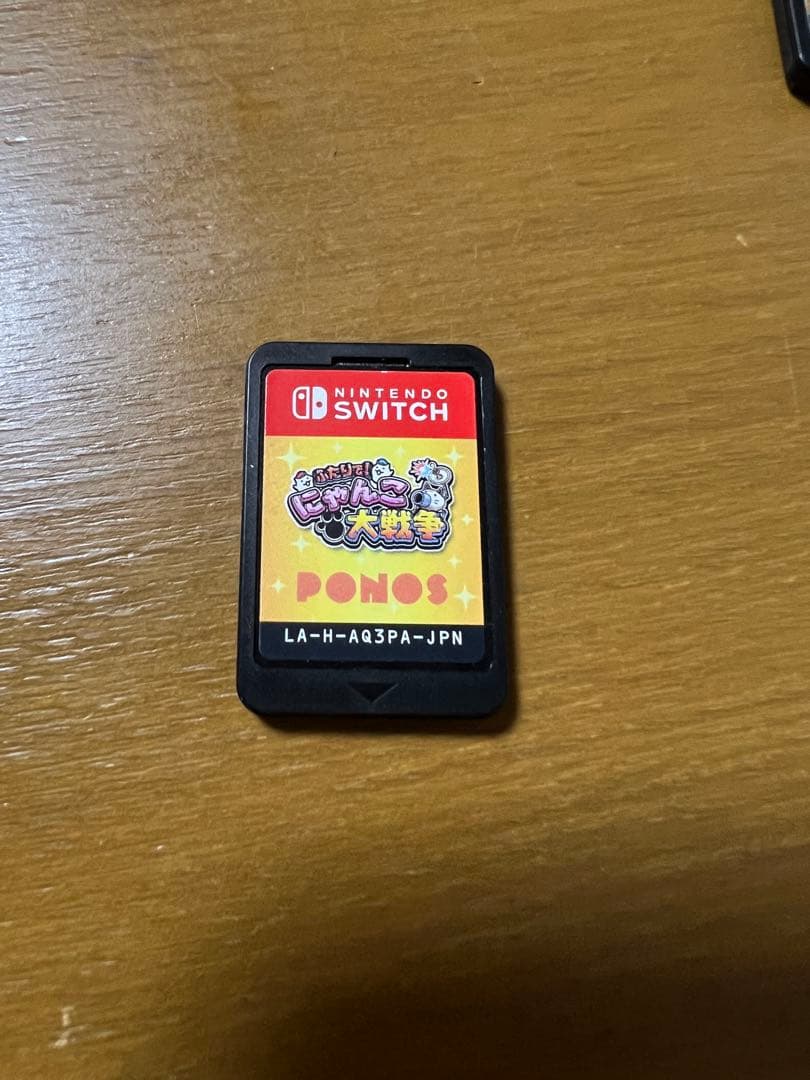 NINTENDO
SWITCH
ふたりで!
にゃんこ
大戦争
PONOS
LA-H-AQ3PA-JPN